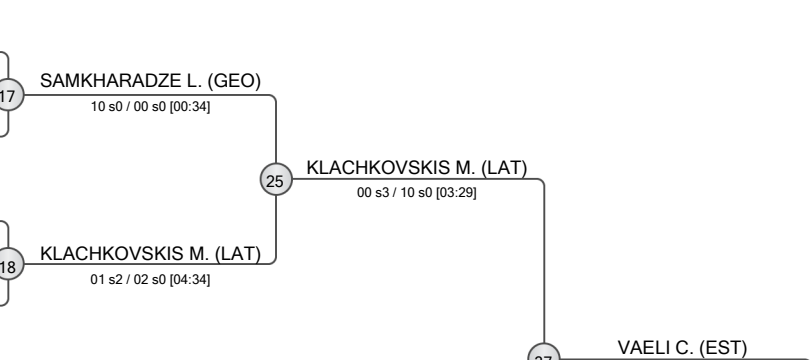 SAMKHARADZE L. (GEO)
17
10 s0 / 00 s0 [00:34]
KLACHKOVSKIS M. (LAT)
25
00 s3 / 10 s0 [03:29]
KLACHKOVSKIS M. (LAT)
18
01 s2 / 02 s0 [04:34]
VAELI C. (EST)